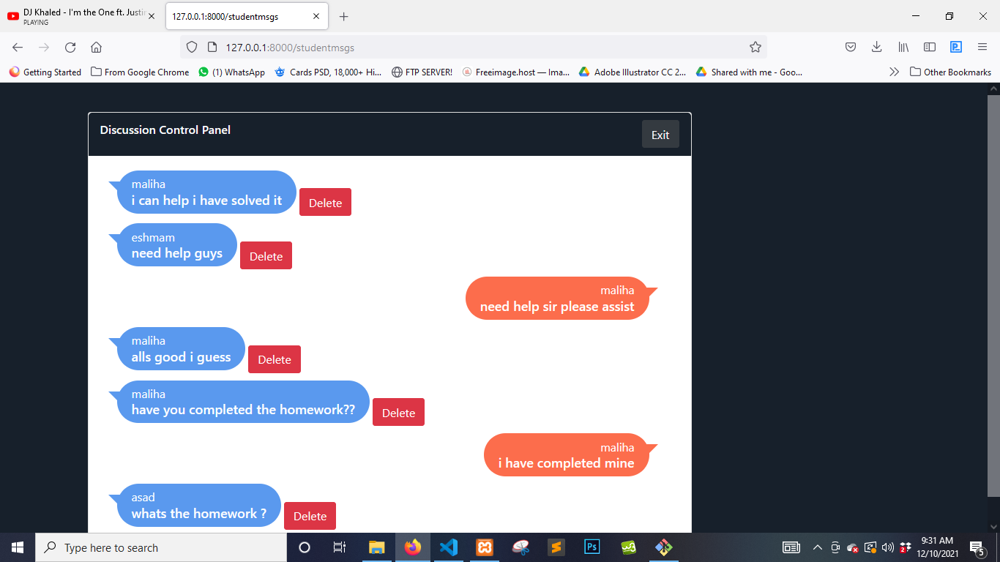 DJ Khaled - I'm the One ft. Justin
PLAYING
127.0.0.1:8000/studentmsgs
127.0.0.1:8000/studentmsgs
Getting Started
From Google Chrome
(1) WhatsApp
Cards PSD, 18,000+ Hi...
FTP SERVER!
Freeimage.host — Ima...
Adobe Illustrator CC 2...
Shared with me - Goo...
Other Bookmarks
Discussion Control Panel
Exit
maliha
i can help i have solved it
Delete
eshmam
need help guys
Delete
maliha
need help sir please assist
maliha
alls good i guess
Delete
maliha
have you completed the homework??
Delete
maliha
i have completed mine
asad
whats the homework ?
Delete
Type here to search
Ps
9:31 AM
12/10/2021
2
5